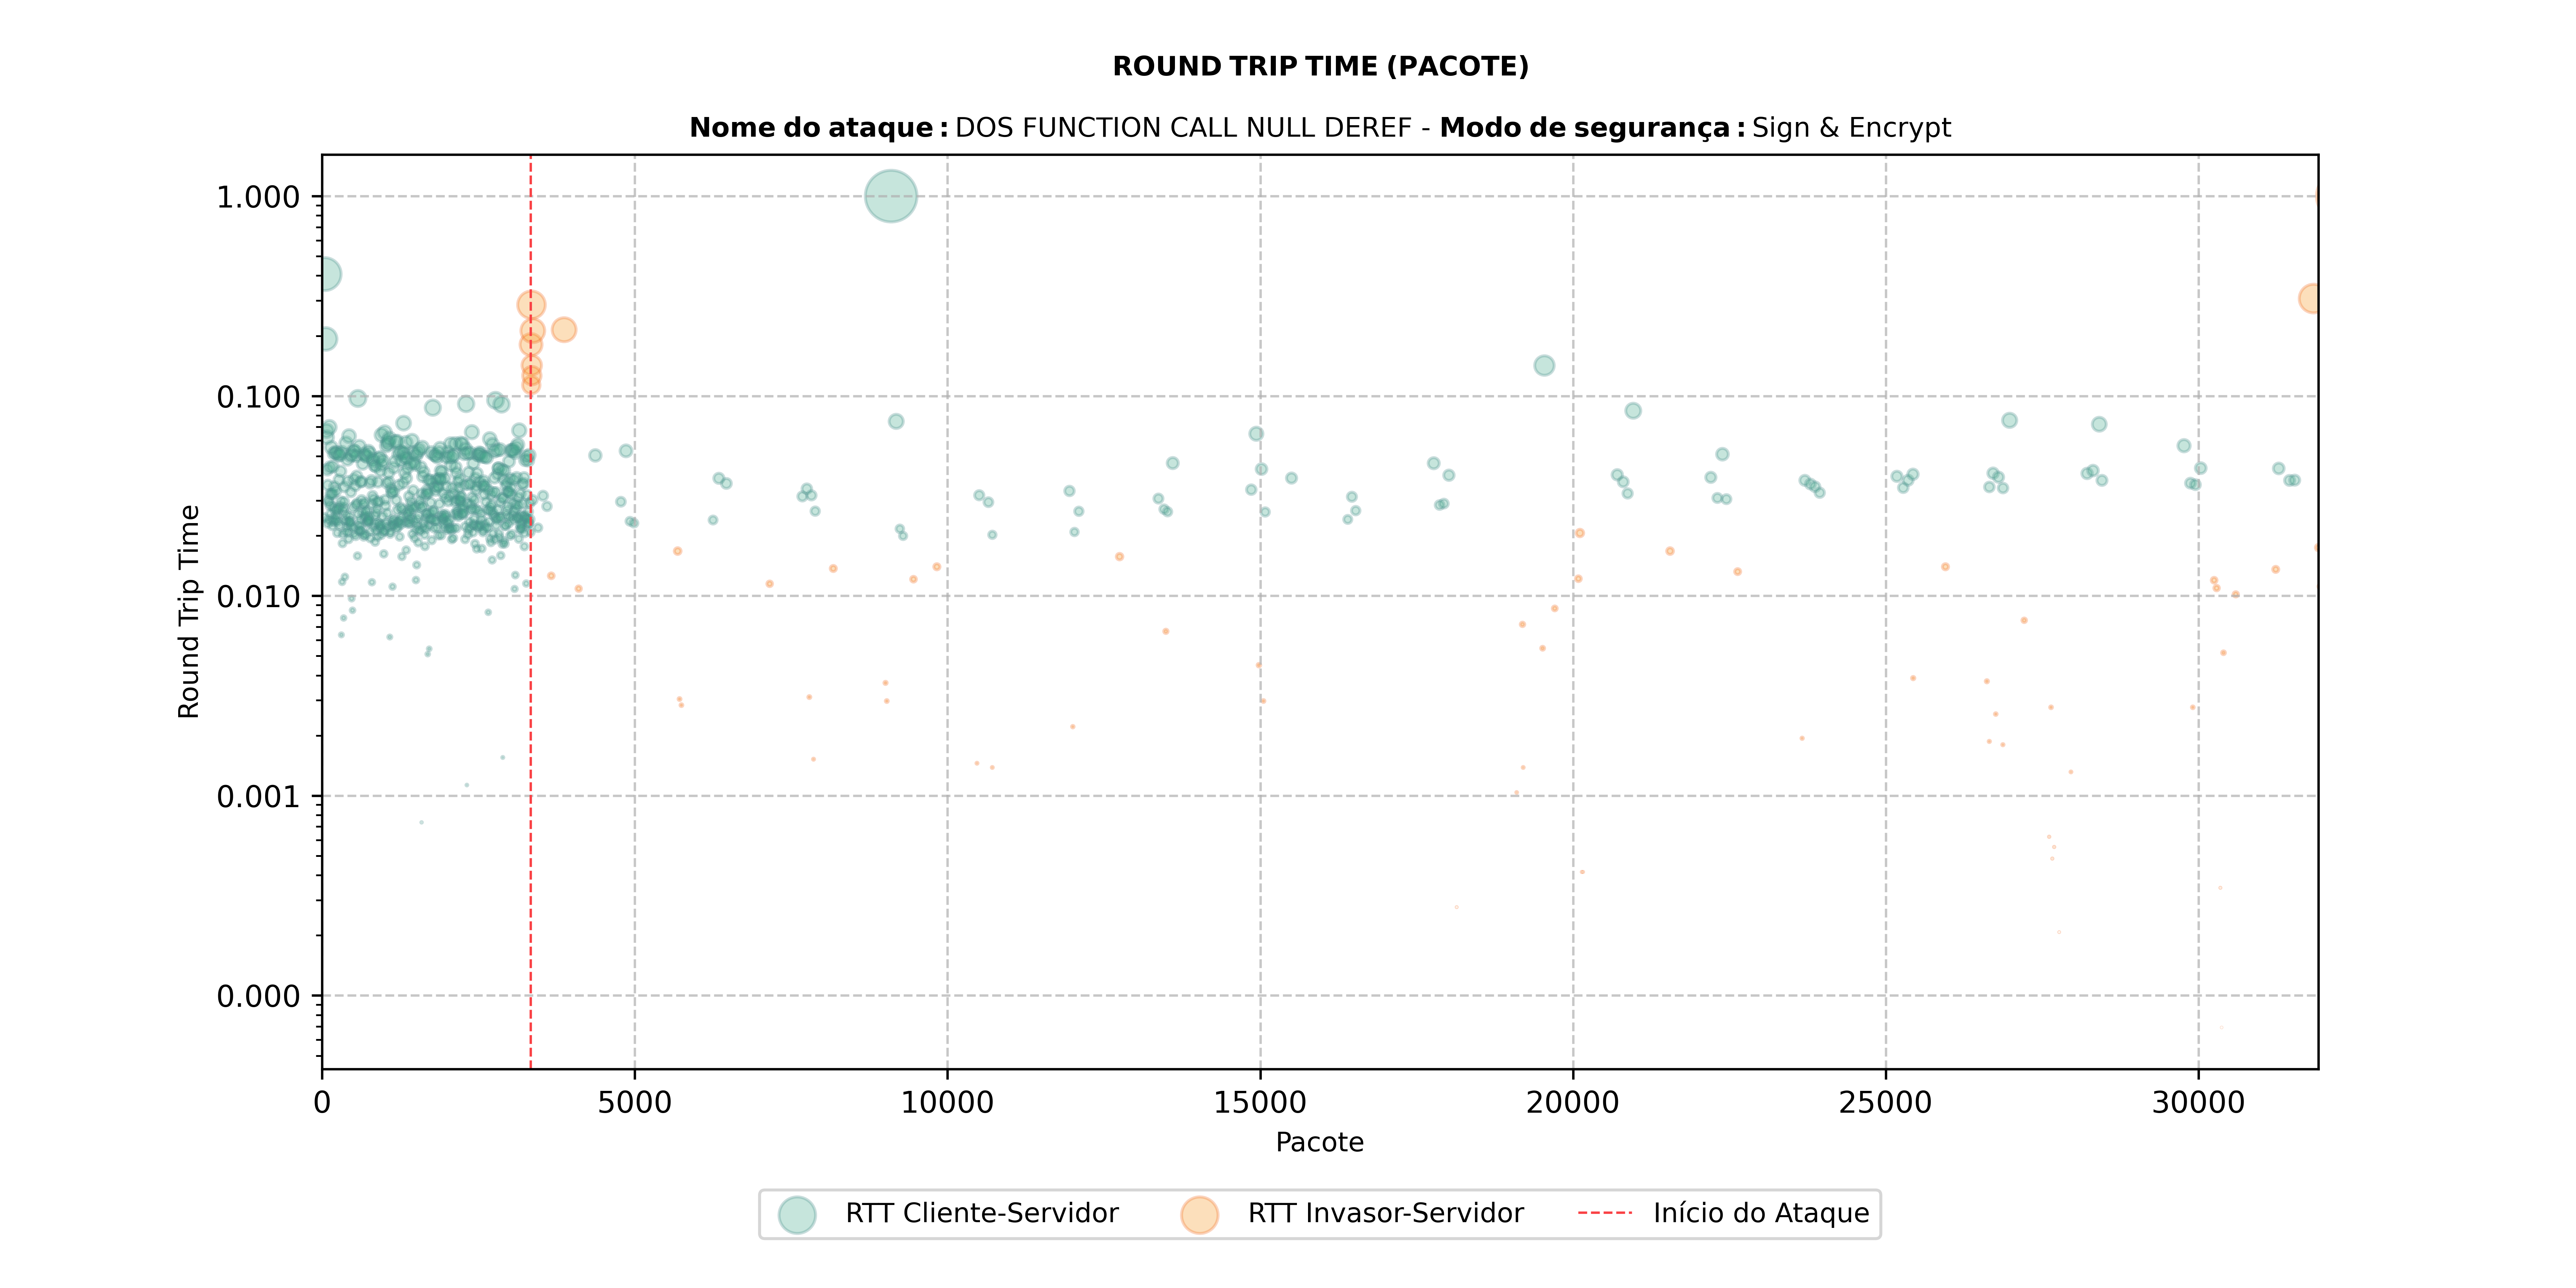 ROUND TRIP TIME (PACOTE)
Nome do ataque: DOS FUNCTION CALL NULL DEREF - Modo de segurança: Sign & Encrypt
Round Trip Time
1.000
0.100
0.010
0.001
0.000
0 5000 10000 15000 20000 25000 30000
Pacote
RTT Cliente-Servidor RTT Invasor-Servidor Início do Ataque